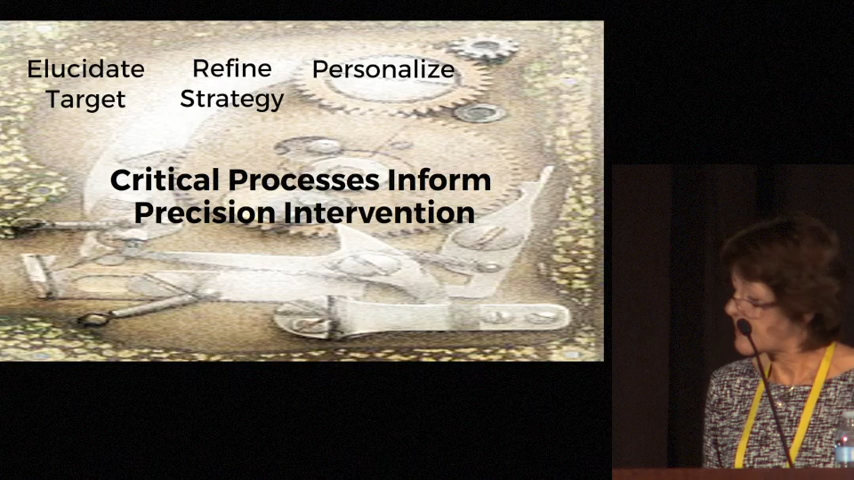 Elucidate Target
Refine Strategy
Personalize
Critical Processes Inform
Precision Intervention